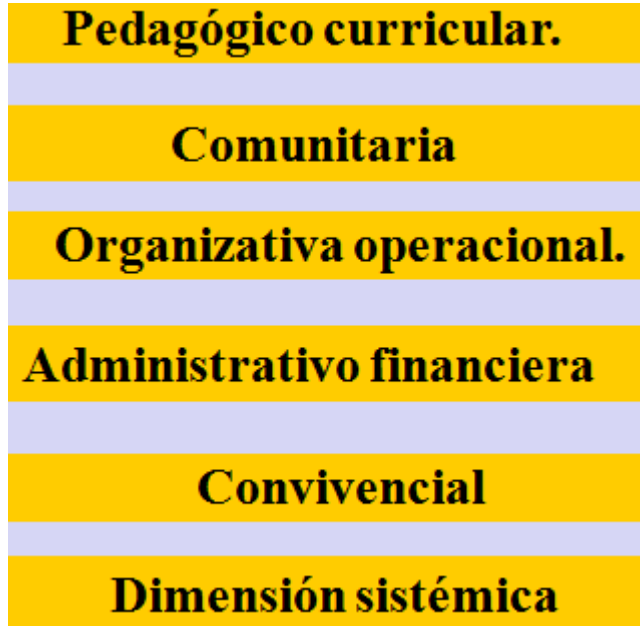 Pedagógico curricular.
Comunitaria
Organizativa operacional.
Administrativo financiera
Convivencial
Dimensión sistémica